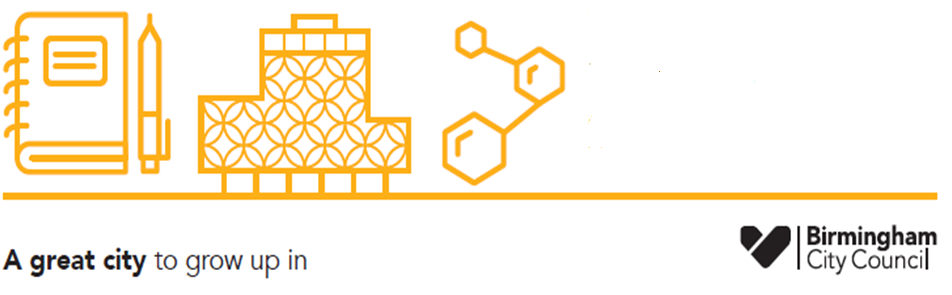 A great city to grow up in
Birmingham
City Council